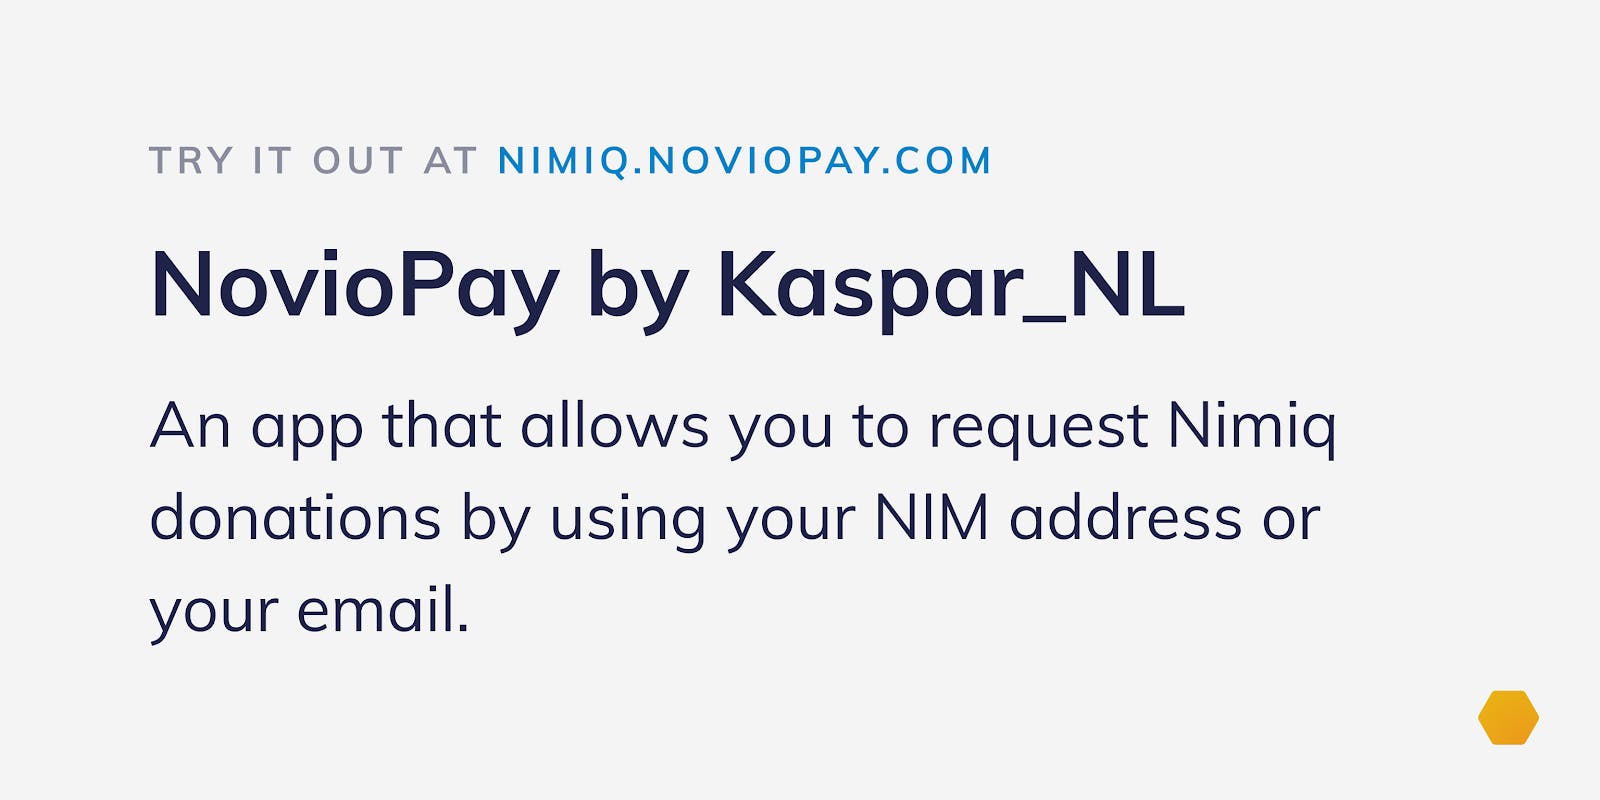 TRY IT OUT AT NIMIQ.NOVIOPAY.COM
NovioPay by Kaspar_NL
An app that allows you to request Nimiq
donations by using your NIM address or
your email.